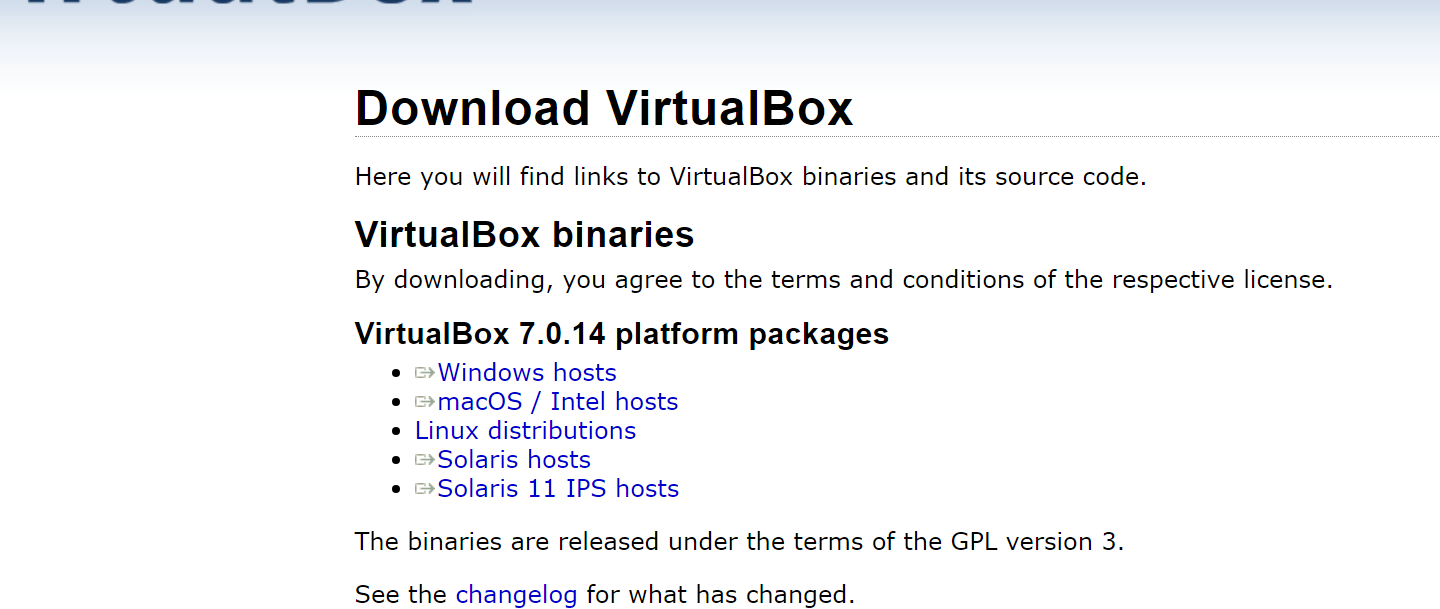 Download VirtualBox
Here you will find links to VirtualBox binaries and its source code.
VirtualBox binaries
By downloading, you agree to the terms and conditions of the respective license.
VirtualBox 7.0.14 platform packages
Windows hosts
macOS / Intel hosts
Linux distributions
Solaris hosts
Solaris 11 IPS hosts
The binaries are released under the terms of the GPL version 3.
See the changelog for what has changed.